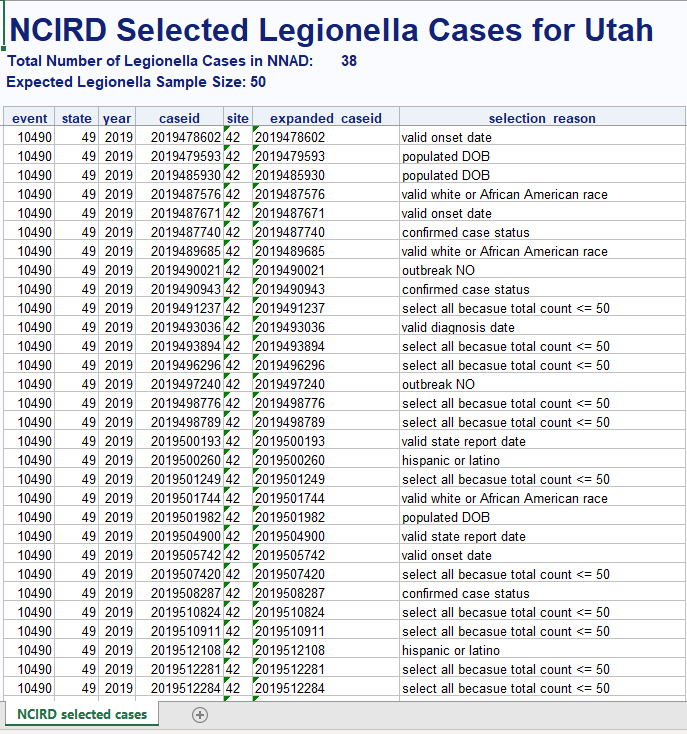 NCIRD Selected Legionella Cases for Utah
Total Number of Legionella Cases in NNAD: 38
Expected Legionella Sample Size: 50
event state year caseid site expanded_caseid selection_reason
10490 49 2019 2019478602 42 2019478602 valid onset date
10490 49 2019 2019479593 42 2019479593 populated DOB
10490 49 2019 2019485930 42 2019485930 populated DOB
10490 49 2019 2019487576 42 2019487576 valid white or African American race
10490 49 2019 2019487671 42 2019487671 valid onset date
10490 49 2019 2019487740 42 2019487740 confirmed case status
10490 49 2019 2019489685 42 2019489685 valid white or African American race
10490 49 2019 2019490021 42 2019490021 outbreak NO
10490 49 2019 2019490943 42 2019490943 confirmed case status
10490 49 2019 2019491237 42 2019491237 select all becasue total count <= 50
10490 49 2019 2019493036 42 2019493036 valid diagnosis date
10490 49 2019 2019493894 42 2019493894 select all becasue total count <= 50
10490 49 2019 2019496296 42 2019496296 select all becasue total count <= 50
10490 49 2019 2019497240 42 2019497240 outbreak NO
10490 49 2019 2019498776 42 2019498776 select all becasue total count <= 50
10490 49 2019 2019498789 42 2019498789 select all becasue total count <= 50
10490 49 2019 2019500193 42 2019500193 valid state report date
10490 49 2019 2019500260 42 2019500260 hispanic or latino
10490 49 2019 2019501249 42 2019501249 select all becasue total count <= 50
10490 49 2019 2019501744 42 2019501744 valid white or African American race
10490 49 2019 2019501982 42 2019501982 populated DOB
10490 49 2019 2019504900 42 2019504900 valid state report date
10490 49 2019 2019505742 42 2019505742 valid onset date
10490 49 2019 2019507420 42 2019507420 select all becasue total count <= 50
10490 49 2019 2019508287 42 2019508287 confirmed case status
10490 49 2019 2019510824 42 2019510824 select all becasue total count <= 50
10490 49 2019 2019510911 42 2019510911 select all becasue total count <= 50
10490 49 2019 2019512108 42 2019512108 hispanic or latino
10490 49 2019 2019512281 42 2019512281 select all becasue total count <= 50
10490 49 2019 2019512284 42 2019512284 select all becasue total count <= 50
NCIRD selected cases